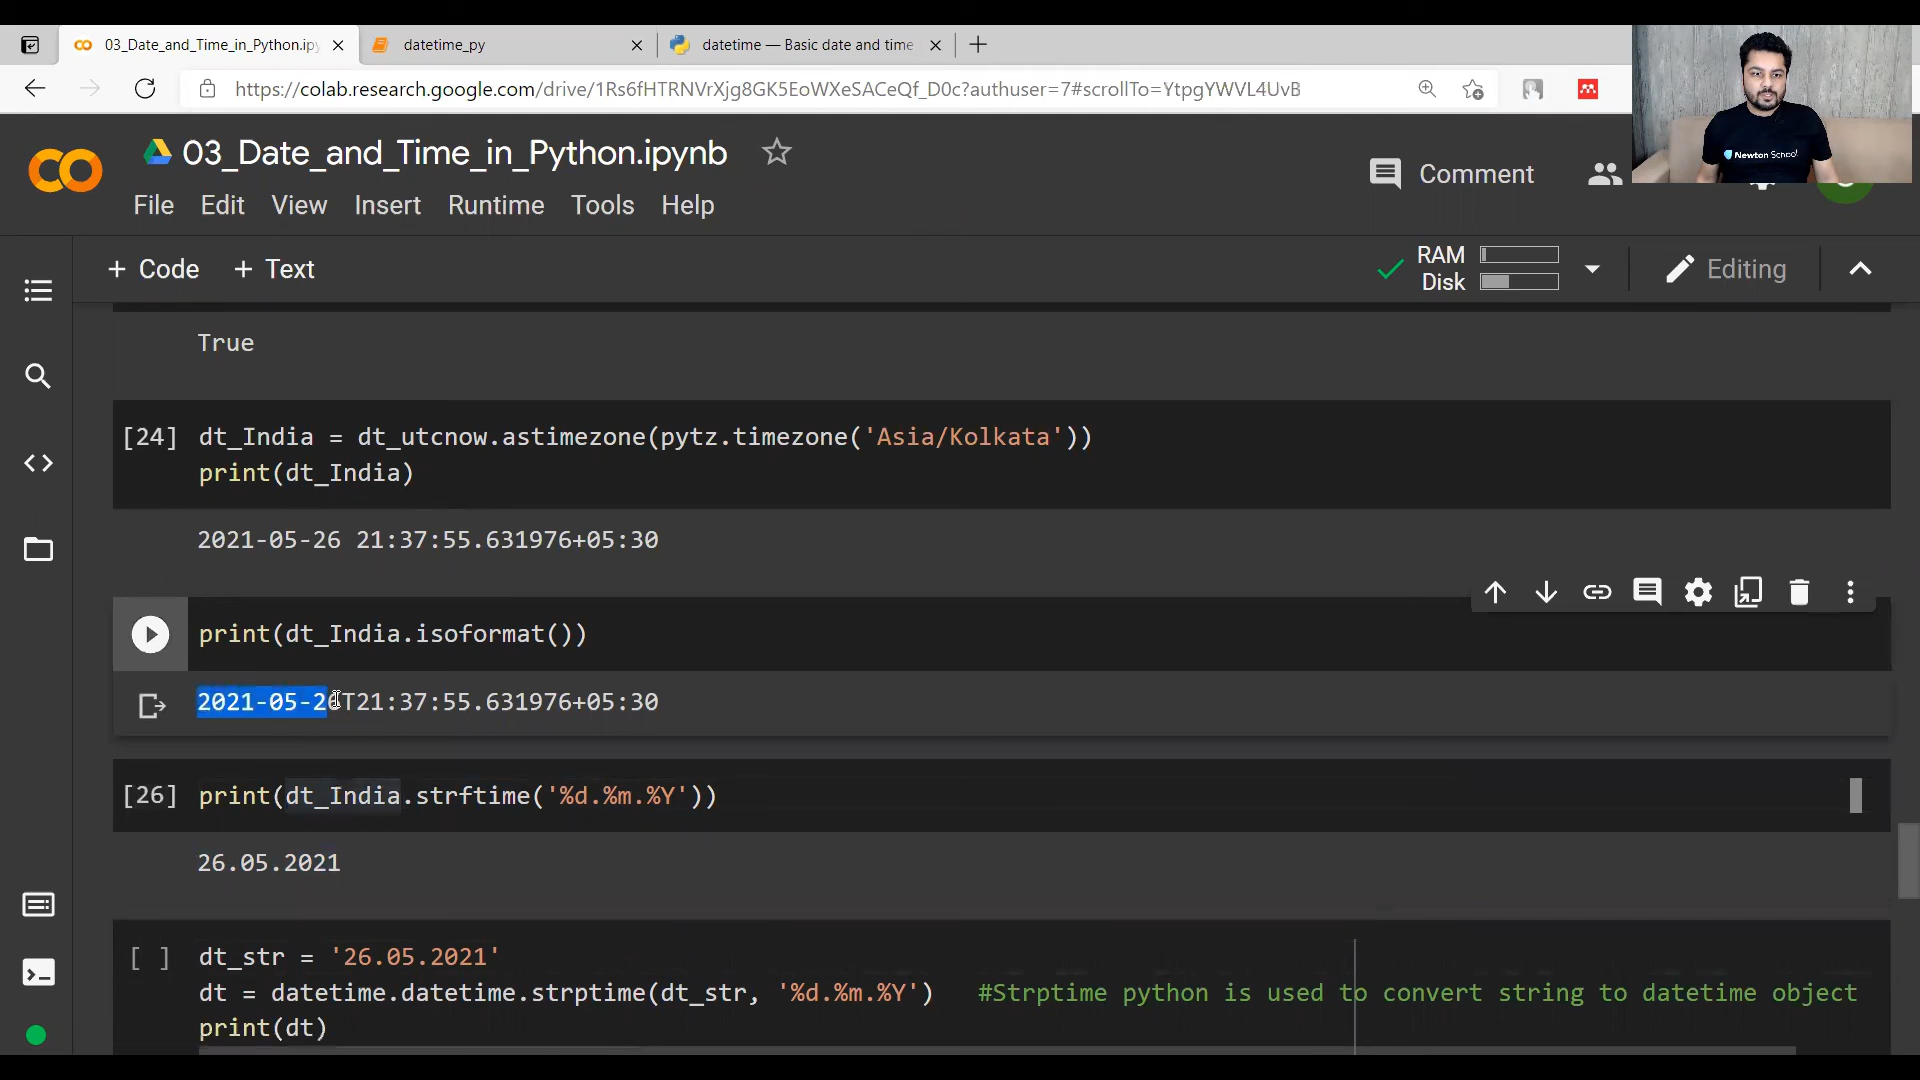 03_Date_and_Time_in_Python.ipy
datetime_py
datetime — Basic date and time
https://colab.research.google.com/drive/1Rs6fHTRNVrXjg8GK5EoWXeSACeQf_D0c?authuser=7#scrollTo=YtpgYWVL4UvB
Newton School
03_Date_and_Time_in_Python.ipynb
Comment
File Edit View Insert Runtime Tools Help
+ Code + Text
RAM
Disk
Editing
True
[24] dt_India = dt_utcnow.astimezone(pytz.timezone('Asia/Kolkata'))
print(dt_India)
2021-05-26 21:37:55.631976+05:30
print(dt_India.isoformat())
2021-05-26T21:37:55.631976+05:30
[26] print(dt_India.strftime('%d.%m.%Y'))
26.05.2021
[ ] dt_str = '26.05.2021'
dt = datetime.datetime.strptime(dt_str, '%d.%m.%Y') #Strptime python is used to convert string to datetime object
print(dt)